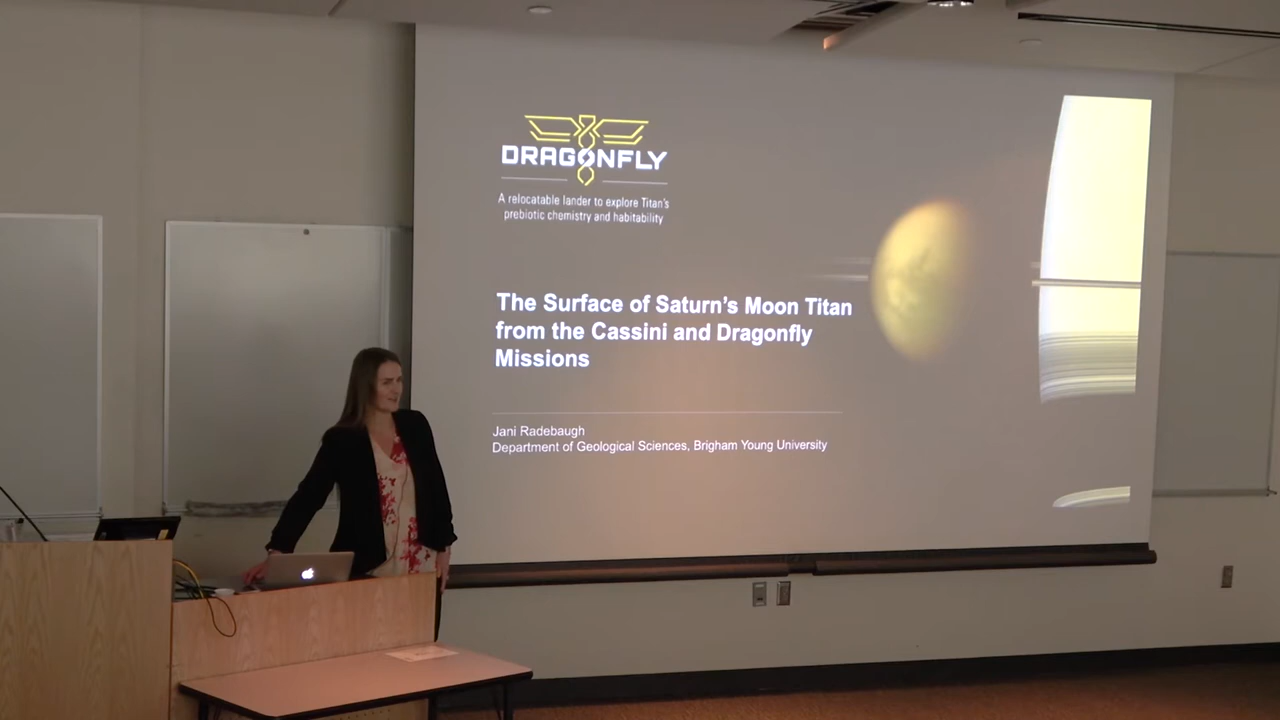 DRAGONFLY
A relocatable lander to explore Titan's
prebiotic chemistry and habitability
The Surface of Saturn's Moon Titan
from the Cassini and Dragonfly
Missions
Jani Radebaugh
Department of Geological Sciences, Brigham Young University